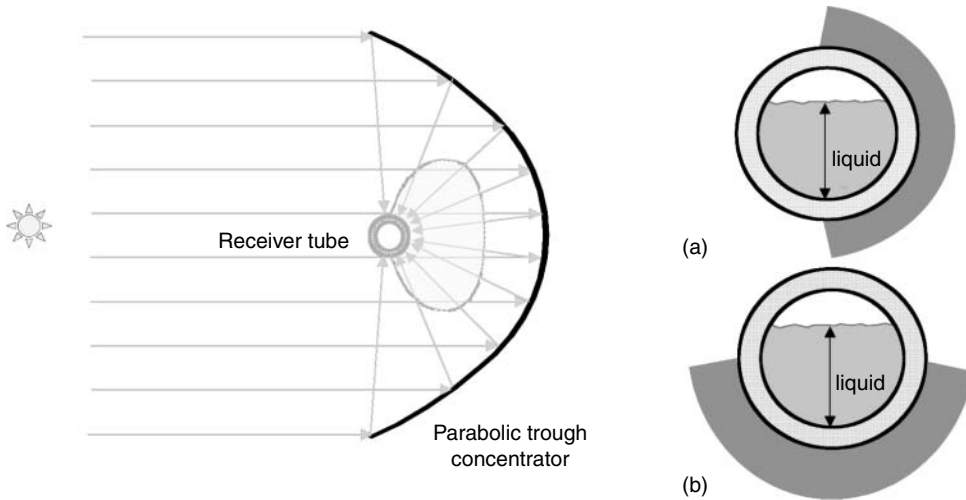 Receiver tube
Parabolic trough
concentrator
liquid
(a)
liquid
(b)